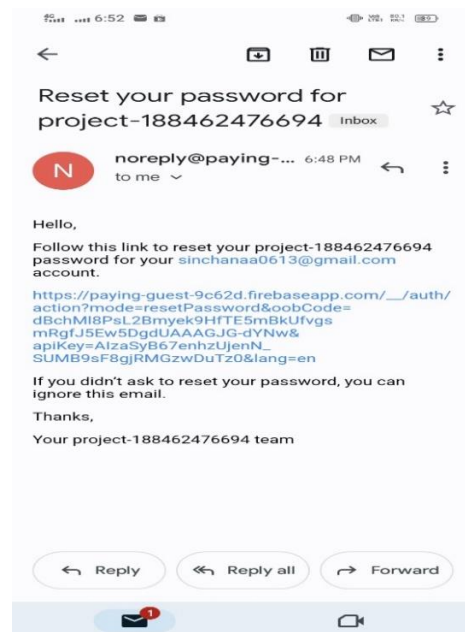 6:52
Reset your password for
project-188462476694 Inbox
N
noreply@paying-... 6:48 PM
to me
Hello,
Follow this link to reset your project-188462476694
password for your sinchanaa0613@gmail.com
account.
https://paying-guest-9c62d.firebaseapp.com/__/auth/
action?mode=resetPassword&oobCode=
dBchMl8PsL2Bmyek9HfTE5mBkUfvgs
mRgfJ5Ew5DgdUAAAGJG-dYNw&
apiKey=AIzaSyB67enhzUjenN_
SUMB9sF8gjRMGzwDuTz0&lang=en
If you didn't ask to reset your password, you can
ignore this email.
Thanks,
Your project-188462476694 team
Reply
Reply all
Forward
1